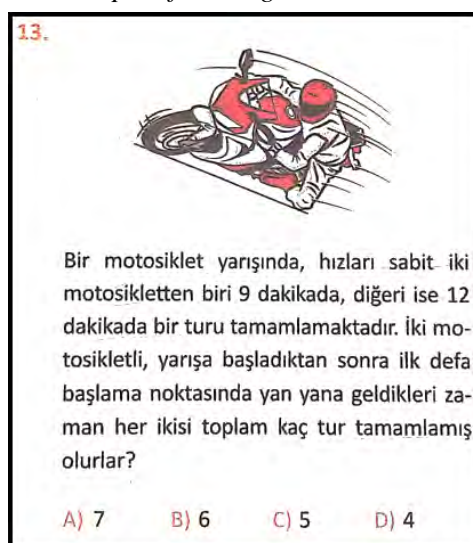 13.
Bir motosiklet yarışında, hızları sabit iki
motosikletten biri 9 dakikada, diğeri ise 12
dakikada bir turu tamamlamaktadır. İki mo-
tosikletli, yarışa başladıktan sonra ilk defa
başlama noktasında yan yana geldikleri za-
man her ikisi toplam kaç tur tamamlamış
olurlar?
A) 7 B) 6 C) 5 D) 4